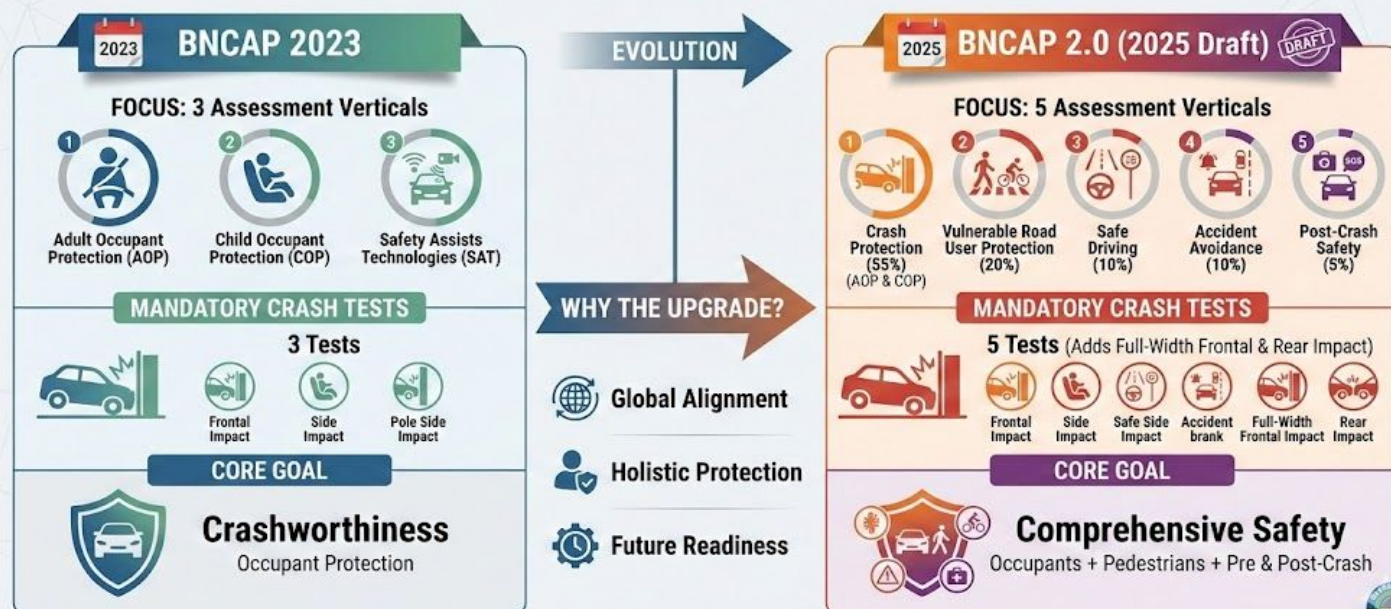 2023
BNCAP 2023
FOCUS: 3 Assessment Verticals
1
2
3
Adult Occupant
Protection (AOP)
Child Occupant
Protection (COP)
Safety Assists
Technologies (SAT)
MANDATORY CRASH TESTS
3 Tests
Frontal
Impact
Side
Impact
Pole Side
Impact
CORE GOAL
Crashworthiness
Occupant Protection
EVOLUTION
WHY THE UPGRADE?
Global Alignment
Holistic Protection
Future Readiness
2025
BNCAP 2.0 (2025 Draft)
DRAFT
FOCUS: 5 Assessment Verticals
1
2
3
4
5
SOS
Crash
Protection
(55%)
(AOP & COP)
Vulnerable Road
User Protection
(20%)
Safe
Driving
(10%)
Accident
Avoidance
(10%)
Post-Crash
Safety
(5%)
MANDATORY CRASH TESTS
5 Tests (Adds Full-Width Frontal & Rear Impact)
Frontal
Impact
Side
Impact
Safe Side
Impact
Accident
brank
Full-Width
Frontal Impact
Rear
Impact
CORE GOAL
Comprehensive Safety
Occupants + Pedestrians + Pre & Post-Crash